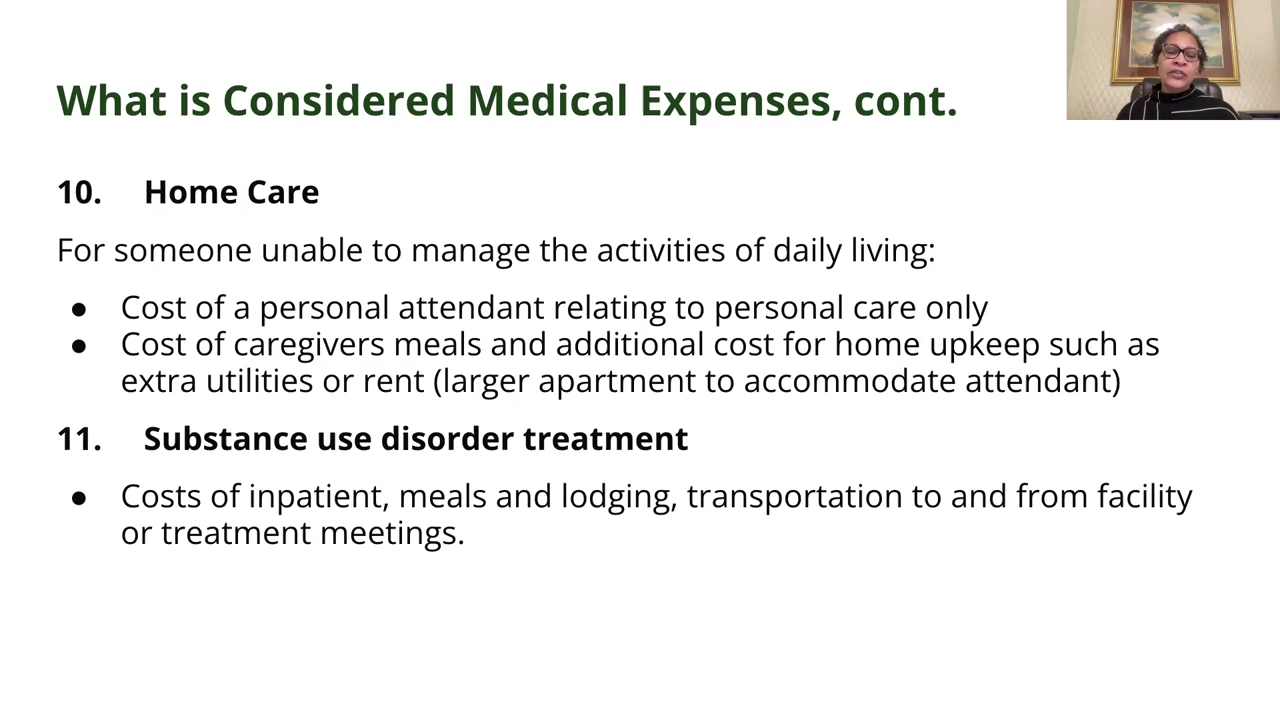 What is Considered Medical Expenses, cont.
10. Home Care
For someone unable to manage the activities of daily living:
● Cost of a personal attendant relating to personal care only
● Cost of caregivers meals and additional cost for home upkeep such as
extra utilities or rent (larger apartment to accommodate attendant)
11. Substance use disorder treatment
● Costs of inpatient, meals and lodging, transportation to and from facility
or treatment meetings.